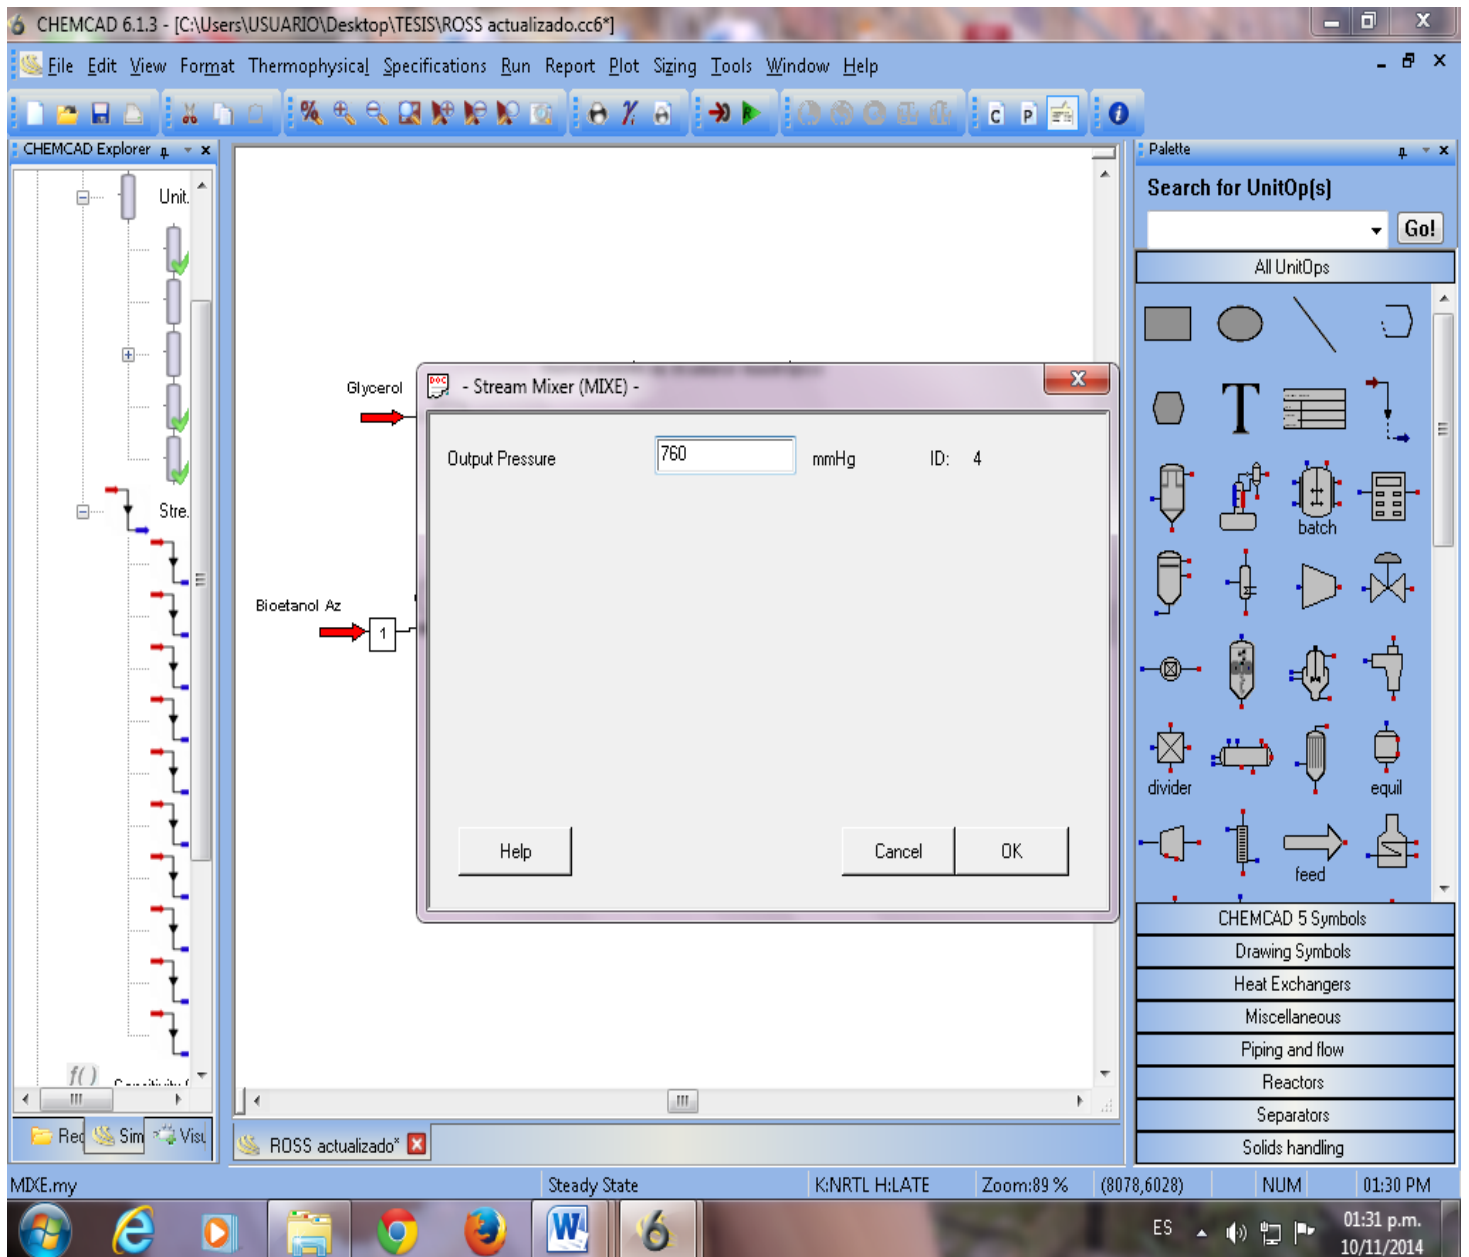 CHEMCAD 6.1.3 - [C:\Users\USUARIO\Desktop\TESIS\ROSS actualizado.cc6*]
File Edit View Format Thermophysical Specifications Run Report Plot Sizing Tools Window Help
C P
CHEMCAD Explorer
Palette
Unit.
Stre.
f()
Glycerol
Bioetanol Az
1
DOC
- Stream Mixer (MIXE) -
Output Pressure 760 mmHg ID: 4
Help Cancel OK
Search for UnitOp(s)
Go!
All UnitOps
T
batch
divider
equil
feed
CHEMCAD 5 Symbols
Drawing Symbols
Heat Exchangers
Miscellaneous
Piping and flow
Reactors
Separators
Solids handling
Sim
ROSS actualizado*
MIXE.my Steady State K:NRTL H:LATE Zoom:89 % (8078,6028) NUM 01:30 PM
ES 01:31 p.m.
10/11/2014